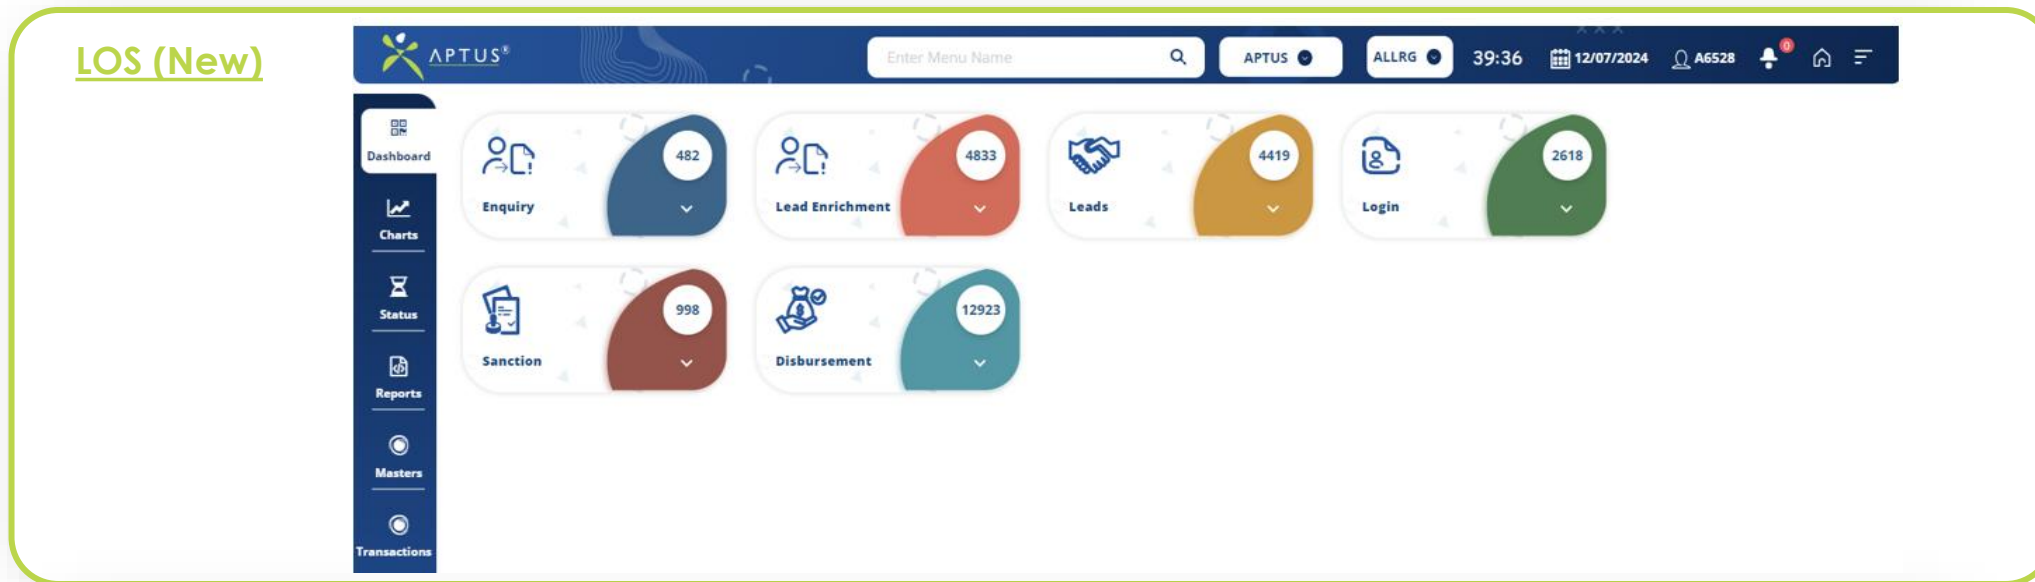 LOS (New)
APTUS®
Enter Menu Name
APTUS
ALLRG
39:36
12/07/2024
A6528
0
Dashboard
Charts
Status
Reports
Masters
Transactions
Enquiry
482
Lead Enrichment
4833
Leads
4419
Login
2618
Sanction
998
Disbursement
12923